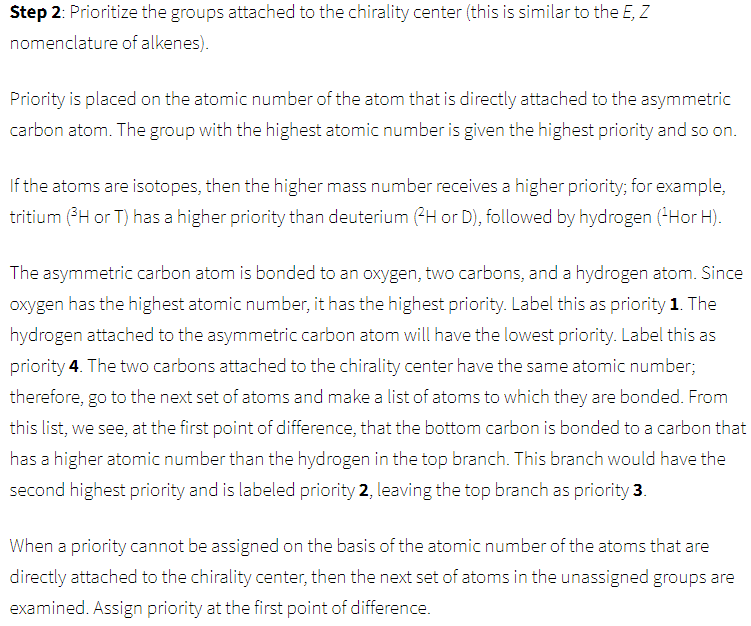 Step 2: Prioritize the groups attached to the chirality center (this is similar to the E, Z
nomenclature of alkenes).
Priority is placed on the atomic number of the atom that is directly attached to the asymmetric
carbon atom. The group with the highest atomic number is given the highest priority and so on.
If the atoms are isotopes, then the higher mass number receives a higher priority; for example,
tritium (³H or T) has a higher priority than deuterium (²H or D), followed by hydrogen (¹Hor H).
The asymmetric carbon atom is bonded to an oxygen, two carbons, and a hydrogen atom. Since
oxygen has the highest atomic number, it has the highest priority. Label this as priority 1. The
hydrogen attached to the asymmetric carbon atom will have the lowest priority. Label this as
priority 4. The two carbons attached to the chirality center have the same atomic number;
therefore, go to the next set of atoms and make a list of atoms to which they are bonded. From
this list, we see, at the first point of difference, that the bottom carbon is bonded to a carbon that
has a higher atomic number than the hydrogen in the top branch. This branch would have the
second highest priority and is labeled priority 2, leaving the top branch as priority 3.
When a priority cannot be assigned on the basis of the atomic number of the atoms that are
directly attached to the chirality center, then the next set of atoms in the unassigned groups are
examined. Assign priority at the first point of difference.